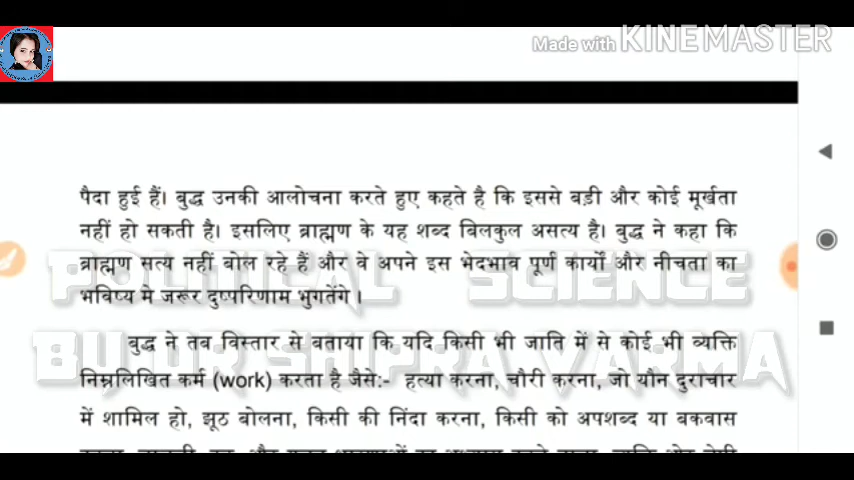 Made with KINEMASTER
पैदा हुई हैं। बुद्ध उनकी आलोचना करते हुए कहते है कि इससे बड़ी और कोई मूर्खता
नहीं हो सकती है। इसलिए ब्राह्मण के यह शब्द बिलकुल असत्य है। बुद्ध ने कहा कि
ब्राह्मण सत्य नहीं बोल रहे हैं और वे अपने इस भेदभाव पूर्ण कार्यों और नीचता का
भविष्य मे जरूर दुष्परिणाम भुगतेंगे ।
POLITICAL SCIENCE
BY DR SHIPRA VARMA
बुद्ध ने तब विस्तार से बताया कि यदि किसी भी जाति में से कोई भी व्यक्ति
निम्नलिखित कर्म (work) करता है जैसे:- हत्या करना, चौरी करना, जो यौन दुराचार
में शामिल हो, झूठ बोलना, किसी की निंदा करना, किसी को अपशब्द या बकवास